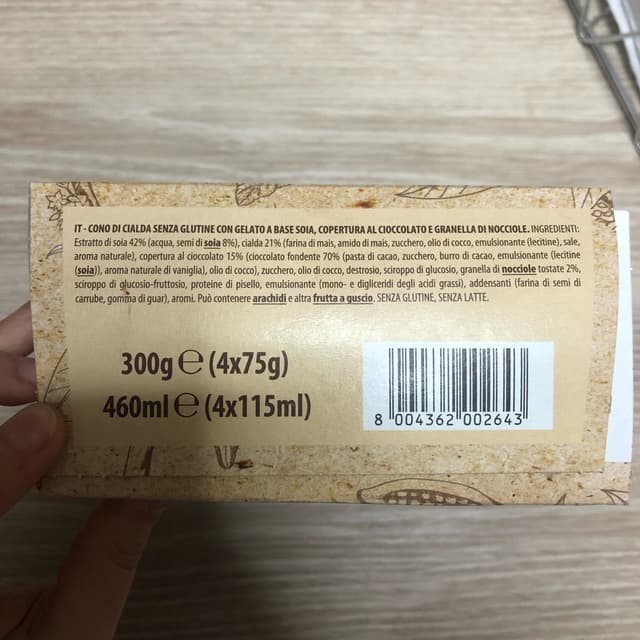 IT - CONO DI CIALDA SENZA GLUTINE CON GELATO A BASE SOIA, COPERTURA AL CIOCCOLATO E GRANELLA DI NOCCIOLE. INGREDIENTI:
Estratto di soia 42% (acqua, semi di soia 8%), cialda 21% (farina di mais, amido di mais, zucchero, olio di cocco, emulsionante (lecitine), sale,
aroma naturale), copertura al cioccolato 15% (cioccolato fondente 70% (pasta di cacao, zucchero, burro di cacao, emulsionante (lecitine
(soia)), aroma naturale di vaniglia), olio di cocco), zucchero, olio di cocco, destrosio, sciroppo di glucosio, granella di nocciole tostate 2%,
sciroppo di glucosio-fruttosio, proteine di pisello, emulsionante (mono- e digliceridi degli acidi grassi), addensanti (farina di semi di
carrube, gomma di guar), aromi. Può contenere arachidi e altra frutta a guscio. SENZA GLUTINE, SENZA LATTE.
300g e (4x75g)
460ml e (4x115ml)
8 004362 002643